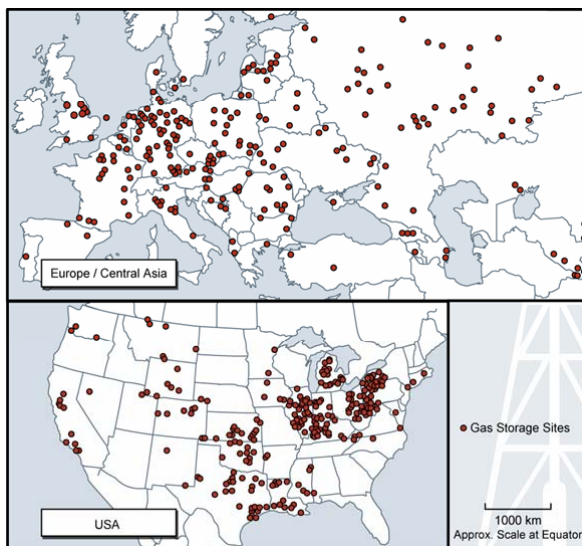 Europe / Central Asia
Gas Storage Sites
1000 km
Approx. Scale at Equator
USA